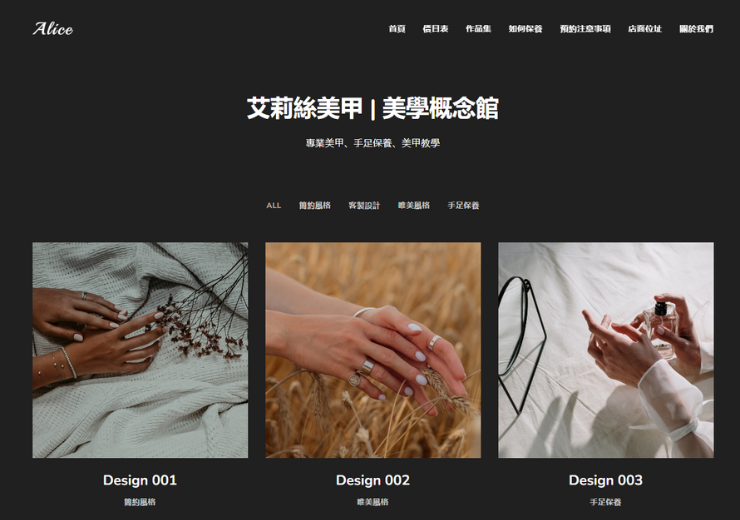 Alice
首頁 價目表 作品集 如何保養 預約注意事項 店面位址 關於我們
艾莉絲美甲 | 美學概念館
專業美甲、手足保養、美甲教學
ALL 簡約風格 客製設計 唯美風格 手足保養
Design 001 Design 002 Design 003
簡約風格 唯美風格 手足保養